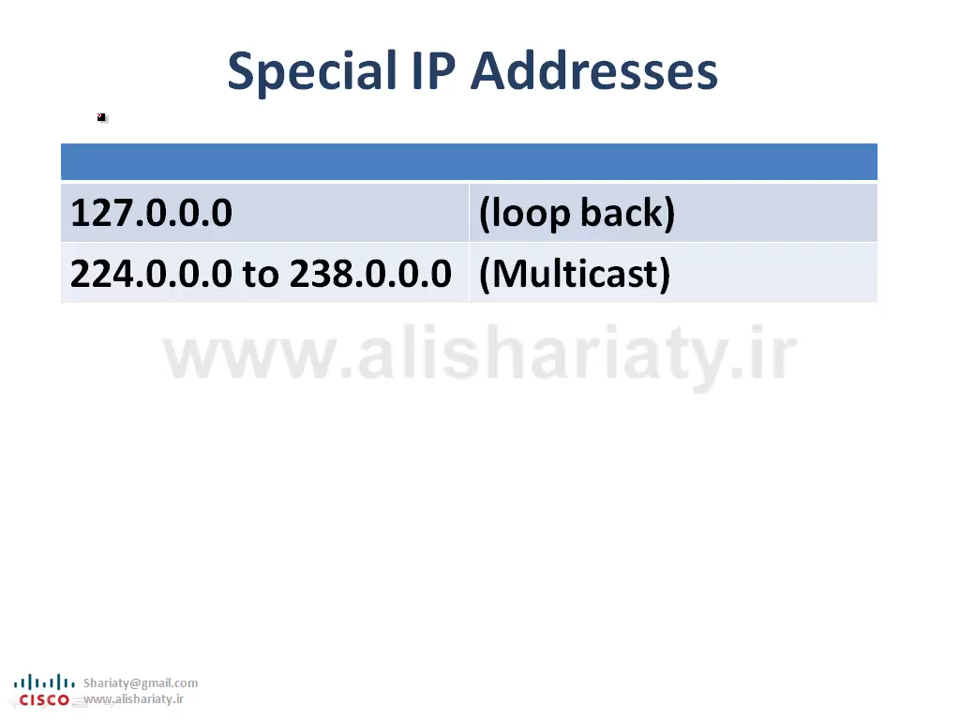 Special IP Addresses
127.0.0.0 (loop back)
224.0.0.0 to 238.0.0.0 (Multicast)
www.alishariaty.ir
Shariaty@gmail.com
CISCO www.alishariaty.ir